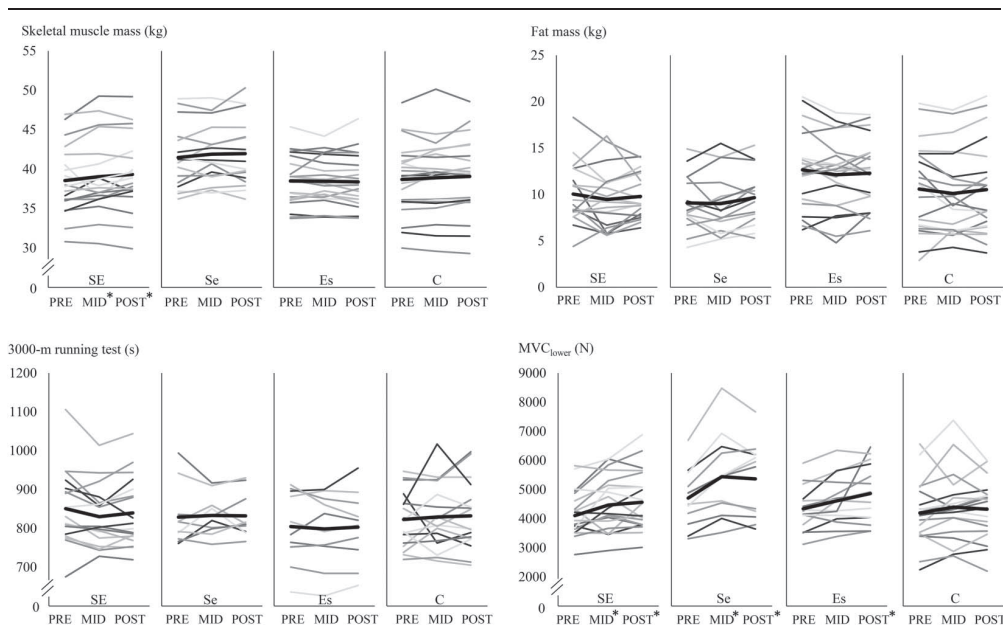 Skeletal muscle mass (kg)
55
50
45
40
35
30
0
SE Se Es C
PRE MID* POST* PRE MID POST PRE MID POST PRE MID POST
Fat mass (kg)
25
20
15
10
5
0
SE Se Es C
PRE MID POST PRE MID POST PRE MID POST PRE MID POST
3000-m running test (s)
1200
1100
1000
900
800
700
0
SE Se Es C
PRE MID POST PRE MID POST PRE MID POST PRE MID POST
MVClower (N)
9000
8000
7000
6000
5000
4000
3000
2000
0
SE Se Es C
PRE MID* POST* PRE MID* POST* PRE MID POST* PRE MID POST